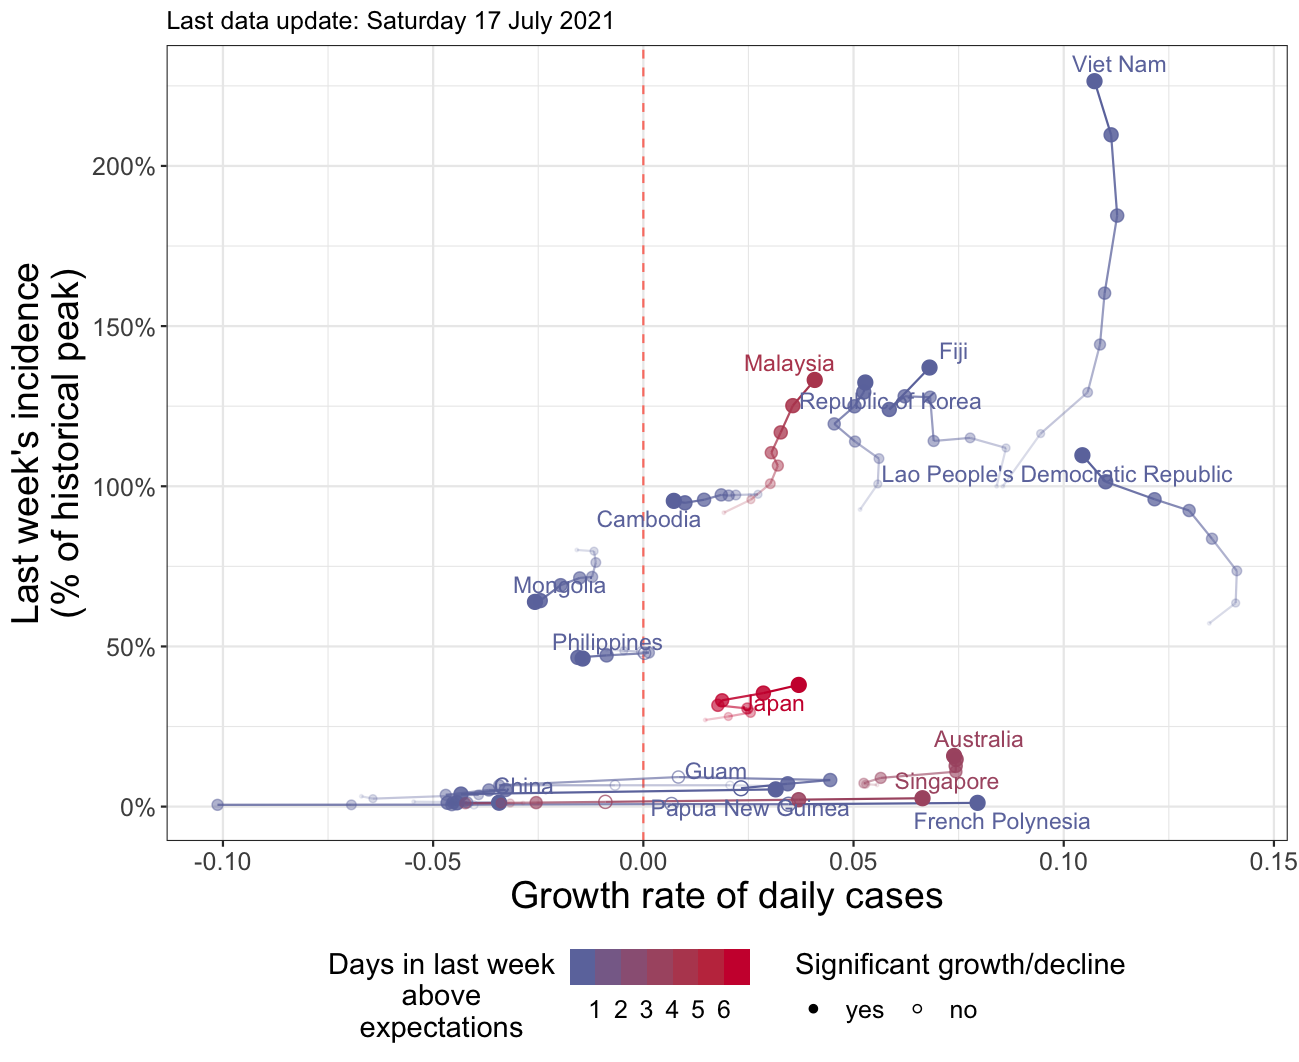 Last data update: Saturday 17 July 2021
Last week's incidence
(% of historical peak)
200%
150%
100%
50%
0%
Viet Nam
Fiji
Malaysia
Republic of Korea
Lao People's Democratic Republic
Cambodia
Mongolia
Philippines
Japan
Australia
Guam
China
Singapore
Papua New Guinea
French Polynesia
-0.10
-0.05
0.00
0.05
0.10
0.15
Growth rate of daily cases
Days in last week
above
expectations
1 2 3 4 5 6
Significant growth/decline
yes
no